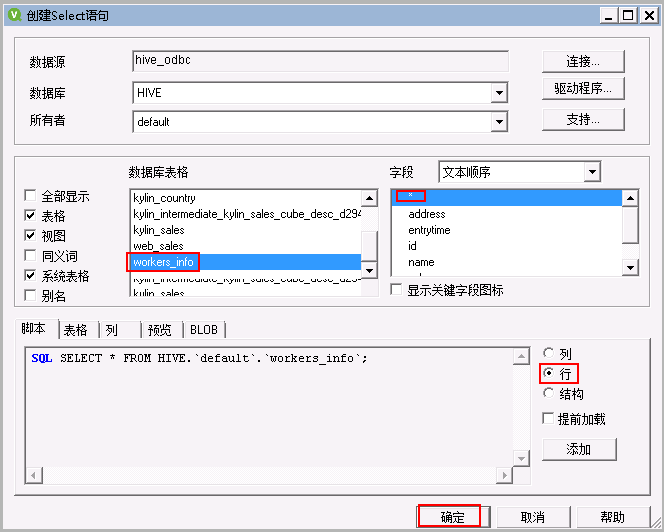 创建Select语句
数据源
hive_odbc
连接...
数据库
HIVE
驱动程序...
所有者
default
支持...
数据库表格
字段
文本顺序
全部显示
表格
视图
同义词
系统表格
别名
kylin_country
kylin_intermediate_kylin_sales_cube_desc_d294
kylin_sales
web_sales
workers_info
kylin_intermediate_kylin_sales_cube_desc_d294
kylin_sales
*
address
entrytime
id
name
显示关键字段图标
脚本 表格 列 预览 BLOB
SQL SELECT * FROM HIVE.`default`.`workers_info`;
列
行
结构
提前加载
添加
确定
取消
帮助